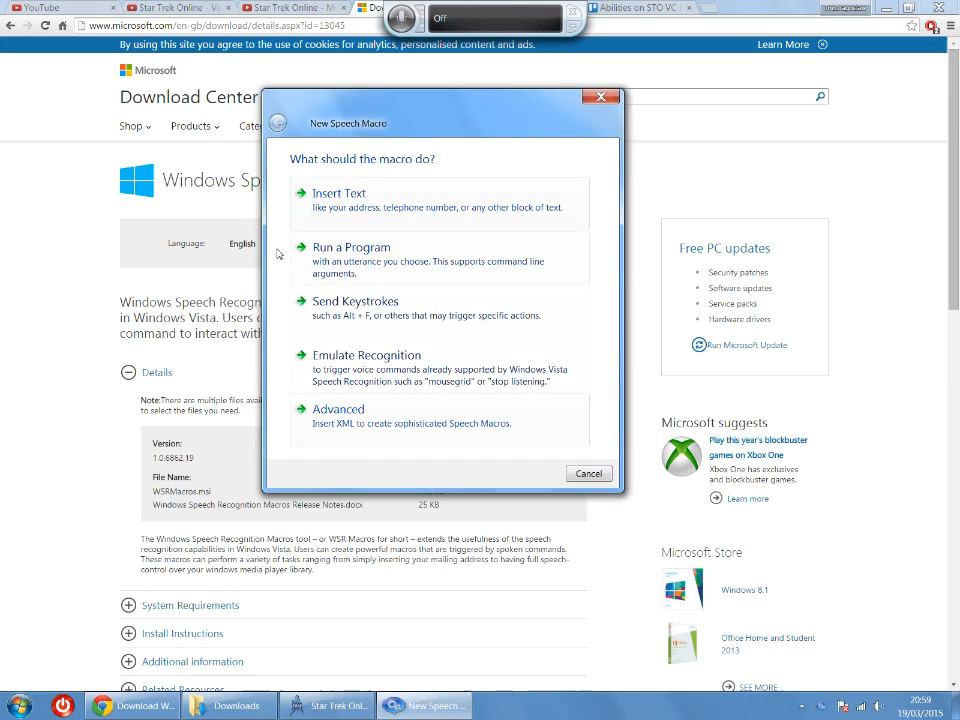 YouTube
Star Trek Online - Vo
Star Trek Online - M
Off
Abilities on STO VC
www.microsoft.com/en-gb/download/details.aspx?id=13045
By using this site you agree to the use of cookies for analytics, personalised content and ads.
Learn More
Microsoft
Download Center
Shop
Products
Cate
New Speech Macro
What should the macro do?
Insert Text
like your address, telephone number, or any other block of text.
Run a Program
with an utterance you choose. This supports command line
arguments.
Send Keystrokes
such as Alt + F, or others that may trigger specific actions.
Emulate Recognition
to trigger voice commands already supported by Windows Vista
Speech Recognition such as "mousegrid" or "stop listening."
Advanced
Insert XML to create sophisticated Speech Macros.
Cancel
Windows Sp
Language:
English
Windows Speech Recogn
in Windows Vista. Users c
command to interact with
Details
Note:There are multiple files avai
to select the files you need.
Version:
1.0.6862.19
File Name:
WSRMacros.msi
Windows Speech Recognition Macros Release Notes.docx
25 KB
The Windows Speech Recognition Macros tool – or WSR Macros for short – extends the usefulness of the speech
recognition capabilities in Windows Vista. Users can create powerful macros that are triggered by spoken commands.
These macros can perform a variety of tasks ranging from simply inserting your mailing address to having full speech-
control over your windows media player library.
System Requirements
Install Instructions
Additional information
Related Resources
Free PC updates
Security patches
Software updates
Service packs
Hardware drivers
Run Microsoft Update
Microsoft suggests
Play this year's blockbuster
games on Xbox One
Xbox One has exclusives
and blockbuster games.
Learn more
Microsoft Store
Windows 8.1
Office Home and Student
2013
SEE MORE
Download W...
Downloads
Star Trek Onl...
New Speech ...
20:59
19/03/2015